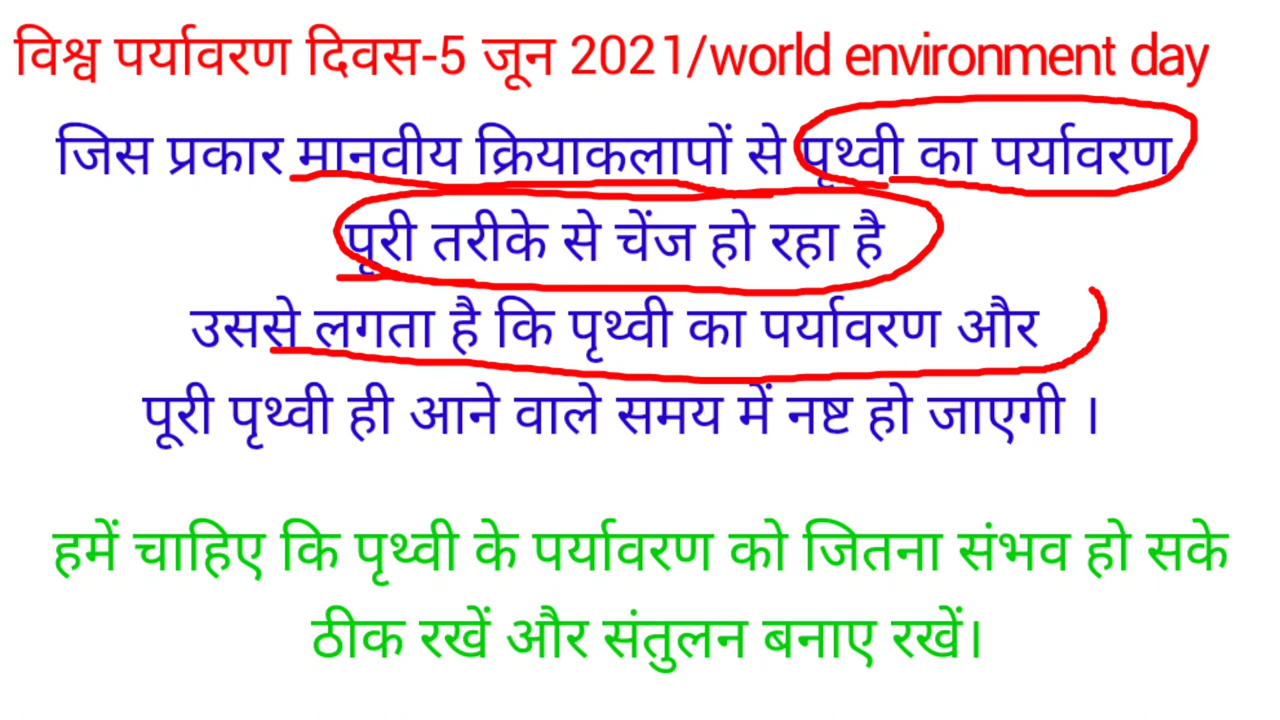 विश्व पर्यावरण दिवस-5 जून 2021/world environment day
जिस प्रकार मानवीय क्रियाकलापों से पृथ्वी का पर्यावरण
पूरी तरीके से चेंज हो रहा है
उससे लगता है कि पृथ्वी का पर्यावरण और
पूरी पृथ्वी ही आने वाले समय में नष्ट हो जाएगी ।
हमें चाहिए कि पृथ्वी के पर्यावरण को जितना संभव हो सके
ठीक रखें और संतुलन बनाए रखें।